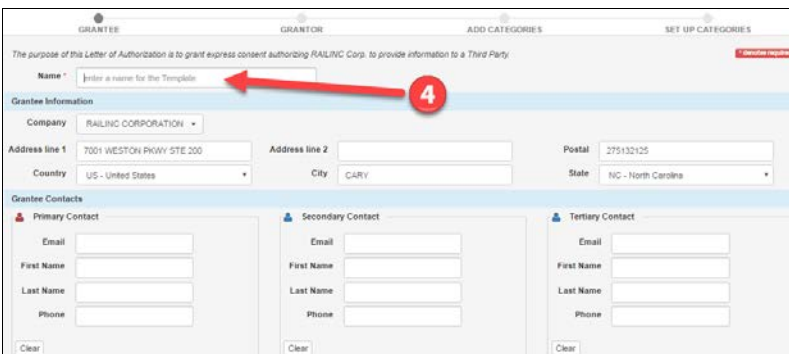 GRANTEE GRANTOR ADD CATEGORIES SET UP CATEGORIES
The purpose of this Letter of Authorization is to grant express consent authorizing RAILINC Corp. to provide information to a Third Party.
* denotes require
Name * enter a name for the Template
4
Grantee Information
Company RAILINC CORPORATION
Address line 1 7001 WESTON PKWY STE 200 Address line 2 Postal 275132125
Country US - United States City CARY State NC - North Carolina
Grantee Contacts
Primary Contact Secondary Contact Tertiary Contact
Email Email Email
First Name First Name First Name
Last Name Last Name Last Name
Phone Phone Phone
Clear Clear Clear